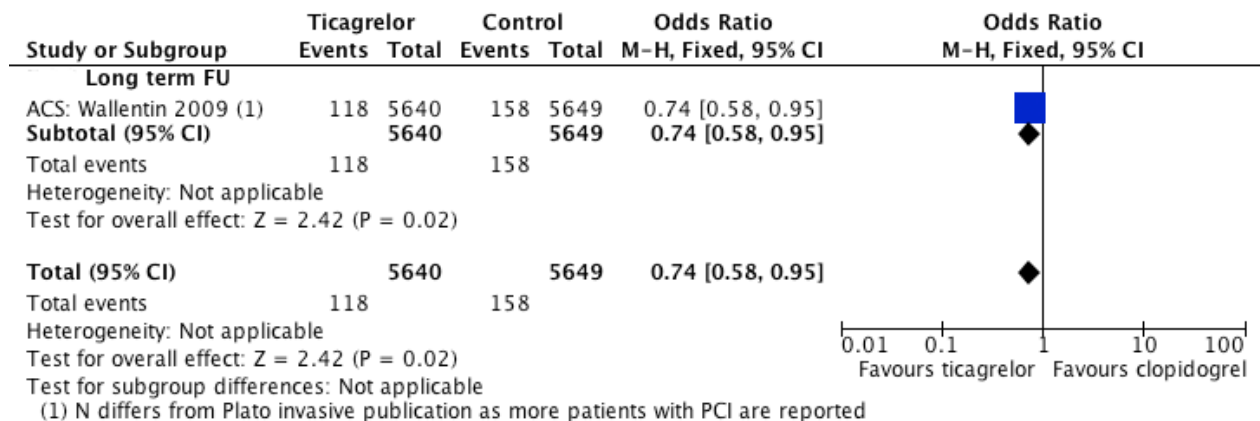 Ticagrelor Control Odds Ratio Odds Ratio
Study or Subgroup Events Total Events Total M-H, Fixed, 95% CI M-H, Fixed, 95% CI
Long term FU
ACS: Wallentin 2009 (1) 118 5640 158 5649 0.74 [0.58, 0.95]
Subtotal (95% CI) 5640 5649 0.74 [0.58, 0.95]
Total events 118 158
Heterogeneity: Not applicable
Test for overall effect: Z = 2.42 (P = 0.02)
Total (95% CI) 5640 5649 0.74 [0.58, 0.95]
Total events 118 158
Heterogeneity: Not applicable
Test for overall effect: Z = 2.42 (P = 0.02)
Test for subgroup differences: Not applicable
0.01 0.1 1 10 100
Favours ticagrelor Favours clopidogrel
(1) N differs from Plato invasive publication as more patients with PCI are reported